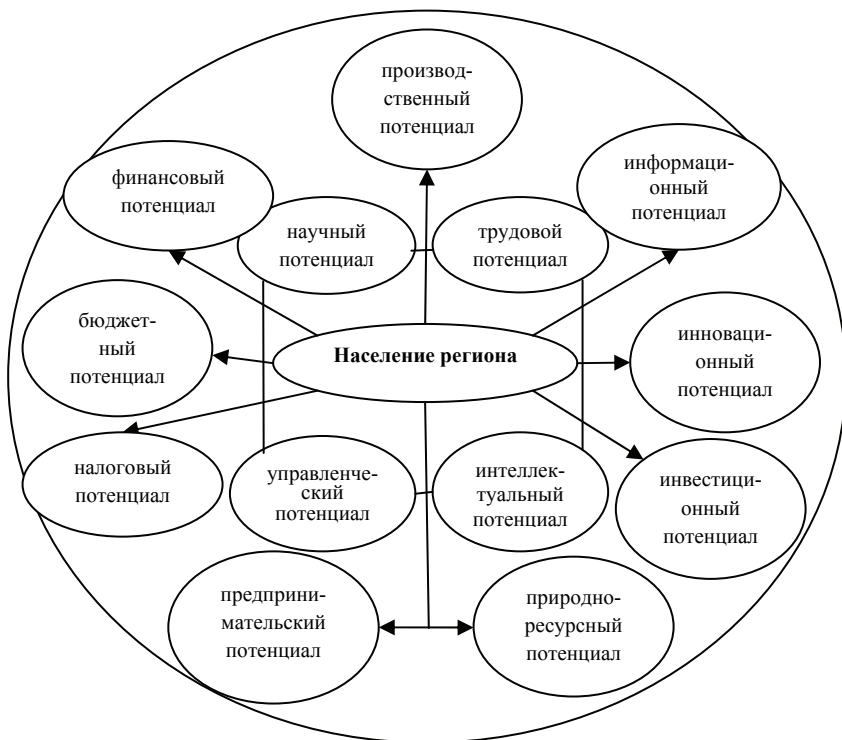 производ-
ственный
потенциал
финансовый
потенциал
информаци-
онный
потенциал
научный
потенциал
трудовой
потенциал
бюджет-
ный
потенциал
Население региона
инноваци-
онный
потенциал
налоговый
потенциал
управленче-
ский
потенциал
интеллек-
туальный
потенциал
инвестици-
онный
потенциал
предприни-
мательский
потенциал
природно-
ресурсный
потенциал